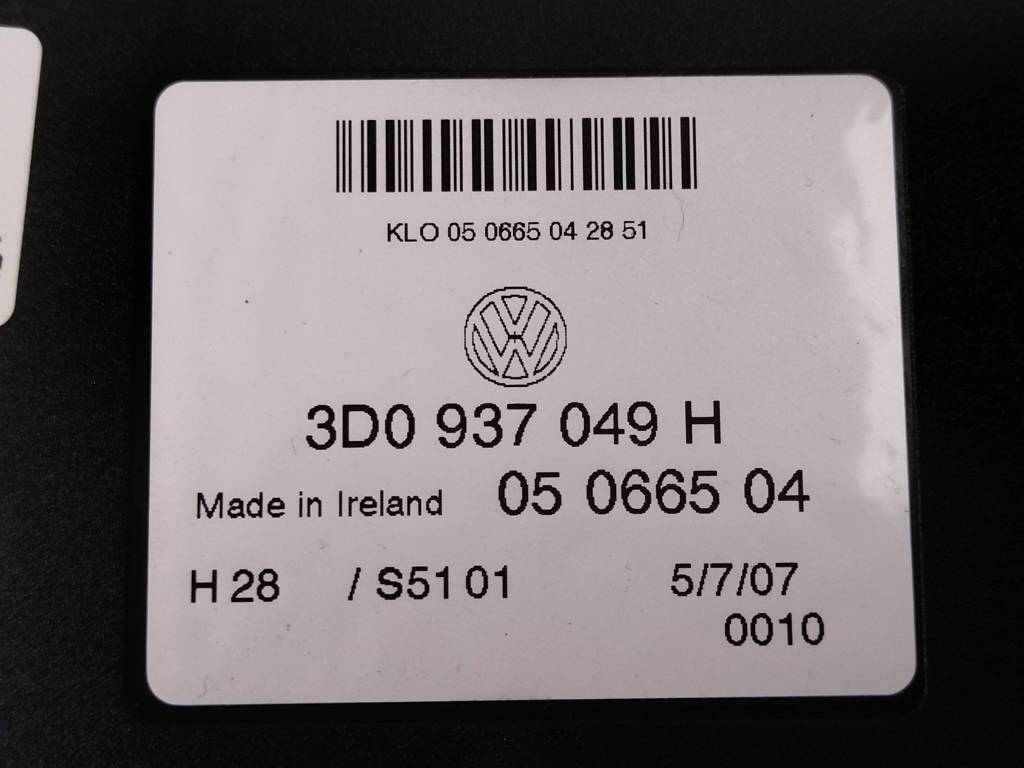 KLO 05 0665 04 28 51
3D0 937 049 H
Made in Ireland 05 0665 04
H 28 / S51 01 5/7/07
0010